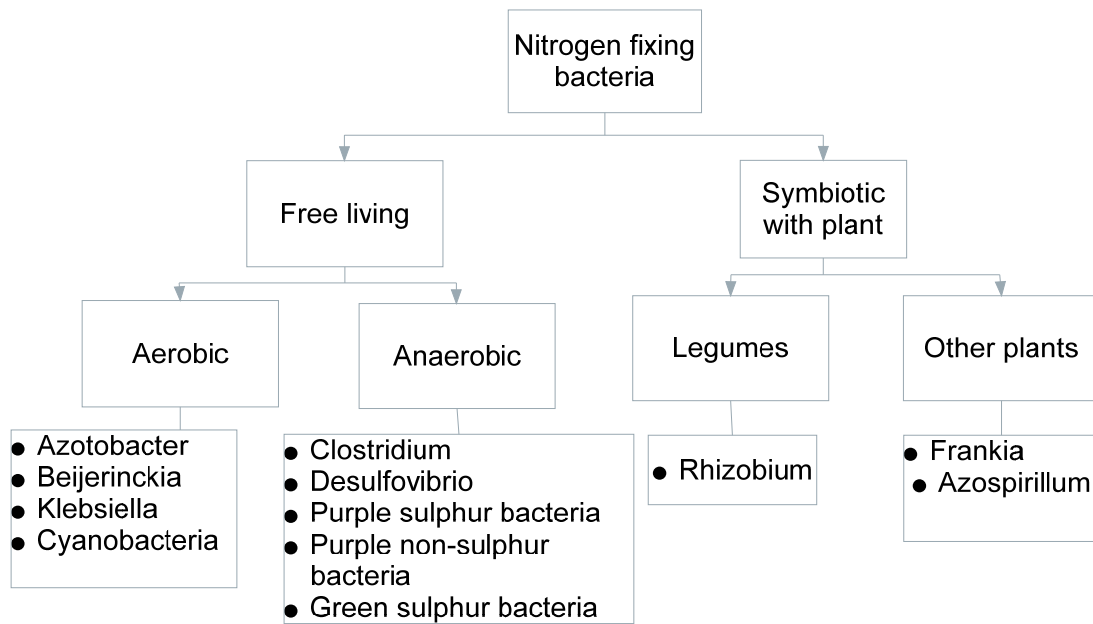 Nitrogen fixing
bacteria
Free living
Symbiotic
with plant
Aerobic
Anaerobic
Legumes
Other plants
● Azotobacter
● Beijerinckia
● Klebsiella
● Cyanobacteria
● Clostridium
● Desulfovibrio
● Purple sulphur bacteria
● Purple non-sulphur
bacteria
● Green sulphur bacteria
● Rhizobium
● Frankia
● Azospirillum